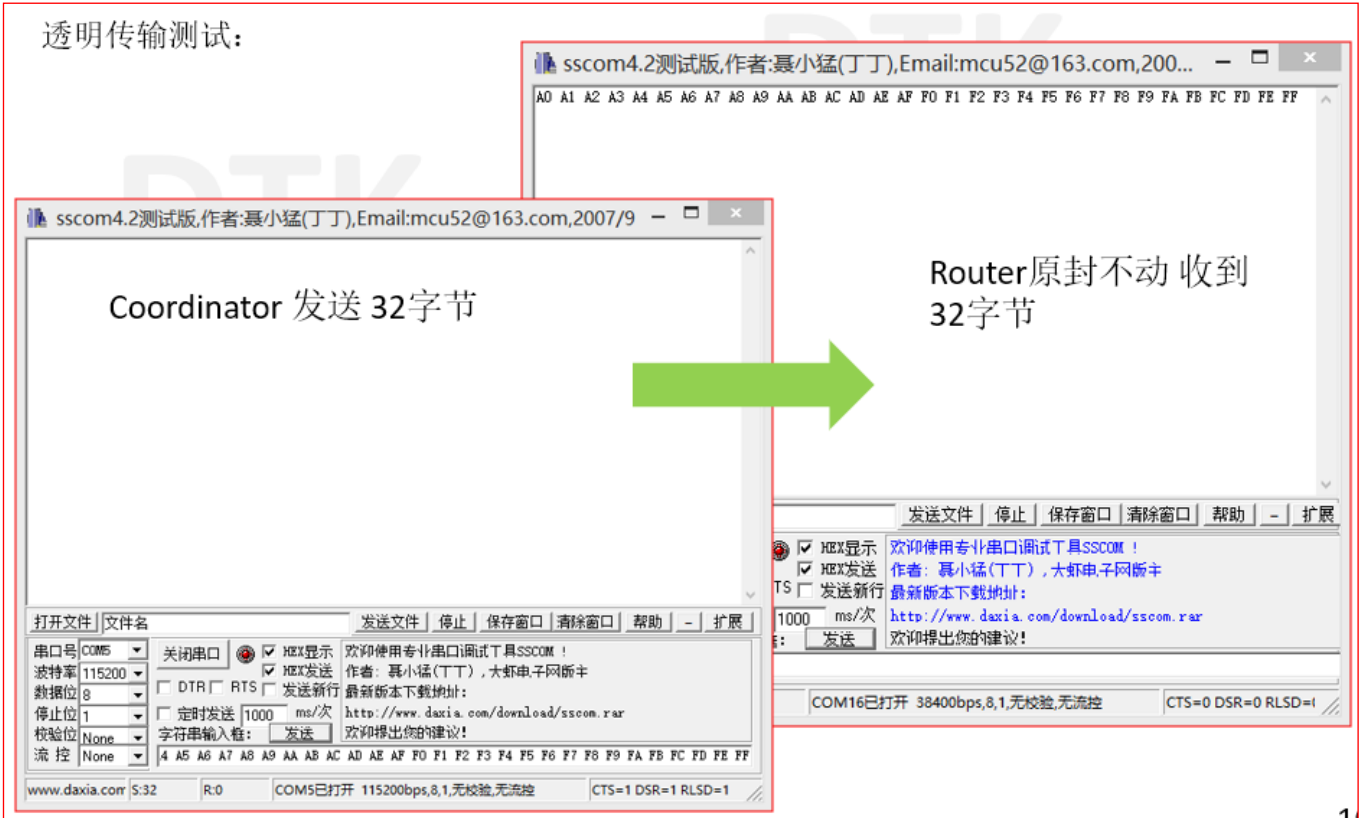 透明传输测试:
DTK
sscom4.2测试版,作者:聂小猛(丁丁),Email:mcu52@163.com,200...
A0 A1 A2 A3 A4 A5 A6 A7 A8 A9 AA AB AC AD AE AF F0 F1 F2 F3 F4 F5 F6 F7 F8 F9 FA FB FC FD FE FF
Router原封不动 收到
32字节
发送文件 停止 保存窗口 清除窗口 帮助 - 扩展
HEX显示 欢迎使用专业串口调试工具SSCOM !
HEX发送 作者: 聂小猛(丁丁),大虾电子网版主
TS 发送新行 最新版本下载地址:
1000 ms/次 http://www.daxia.com/download/sscom.rar
: 发送 欢迎提出您的建议!
COM16已打开 38400bps,8,1,无校验,无流控 CTS=0 DSR=0 RLSD=
DTK
sscom4.2测试版,作者:聂小猛(丁丁),Email:mcu52@163.com,2007/9
Coordinator 发送 32字节
打开文件 文件名 发送文件 停止 保存窗口 清除窗口 帮助 - 扩展
串口号 COM5 关闭串口 HEX显示 欢迎使用专业串口调试工具SSCOM !
波特率 115200 HEX发送 作者: 聂小猛(丁丁),大虾电子网版主
数据位 8 DTR RTS 发送新行 最新版本下载地址:
停止位 1 定时发送 1000 ms/次 http://www.daxia.com/download/sscom.rar
校验位 None 字符串输入框: 发送 欢迎提出您的建议!
流 控 None 4 A5 A6 A7 A8 A9 AA AB AC AD AE AF F0 F1 F2 F3 F4 F5 F6 F7 F8 F9 FA FB FC FD FE FF
www.daxia.com S:32 R:0 COM5已打开 115200bps,8,1,无校验,无流控 CTS=1 DSR=1 RLSD=1